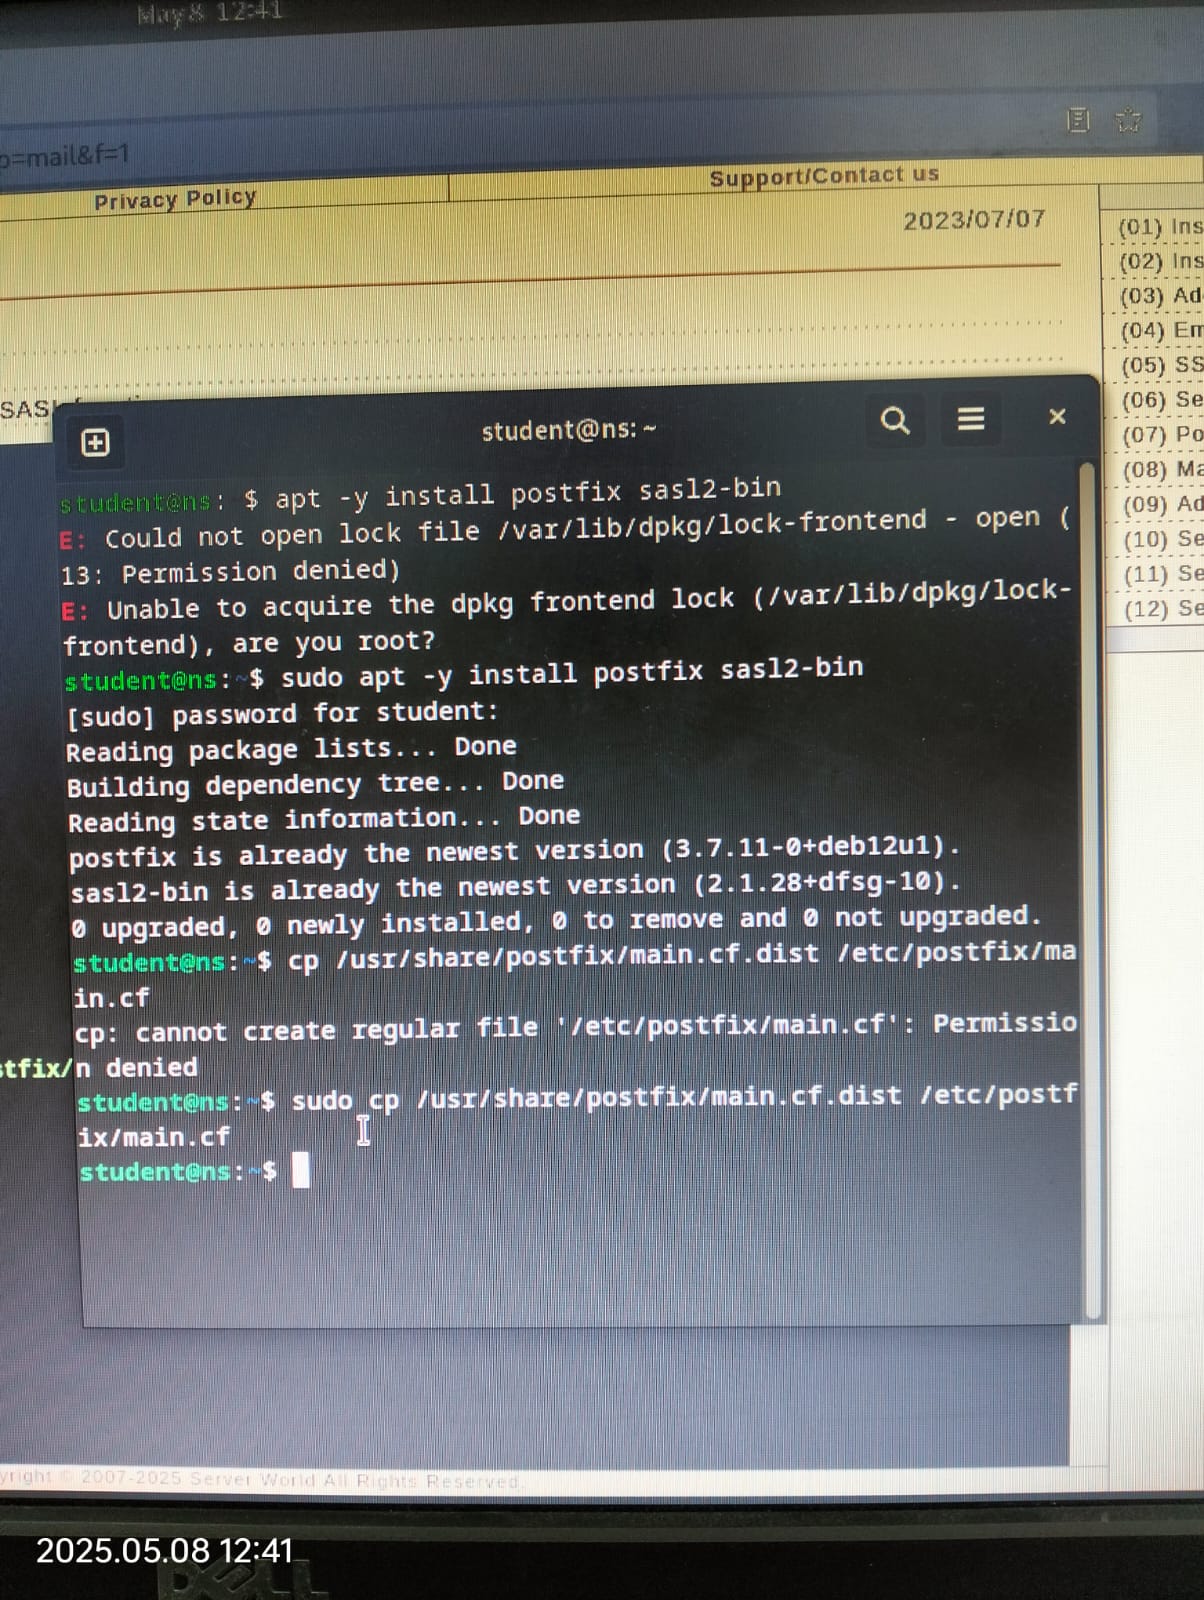 May 8 12:41
=mail&f=1
Privacy Policy
Support/Contact us
2023/07/07
(01) Ins
(02) Ins
(03) Ad
(04) Em
(05) SS
(06) Se
(07) Po
(08) Ma
(09) Ad
(10) Se
(11) Se
(12) Se
SASL
student@ns: ~
student@ns: $ apt -y install postfix sasl2-bin
E: Could not open lock file /var/lib/dpkg/lock-frontend - open (
13: Permission denied)
E: Unable to acquire the dpkg frontend lock (/var/lib/dpkg/lock-
frontend), are you root?
student@ns:~$ sudo apt -y install postfix sasl2-bin
[sudo] password for student:
Reading package lists... Done
Building dependency tree... Done
Reading state information... Done
postfix is already the newest version (3.7.11-0+deb12u1).
sasl2-bin is already the newest version (2.1.28+dfsg-10).
0 upgraded, 0 newly installed, 0 to remove and 0 not upgraded.
student@ns:~$ cp /usr/share/postfix/main.cf.dist /etc/postfix/ma
in.cf
cp: cannot create regular file '/etc/postfix/main.cf': Permissio
n denied
stfix/
student@ns:~$ sudo cp /usr/share/postfix/main.cf.dist /etc/postf
ix/main.cf
student@ns:~$
yright © 2007-2025 Server World All Rights Reserved.
2025.05.08 12:41
DELL